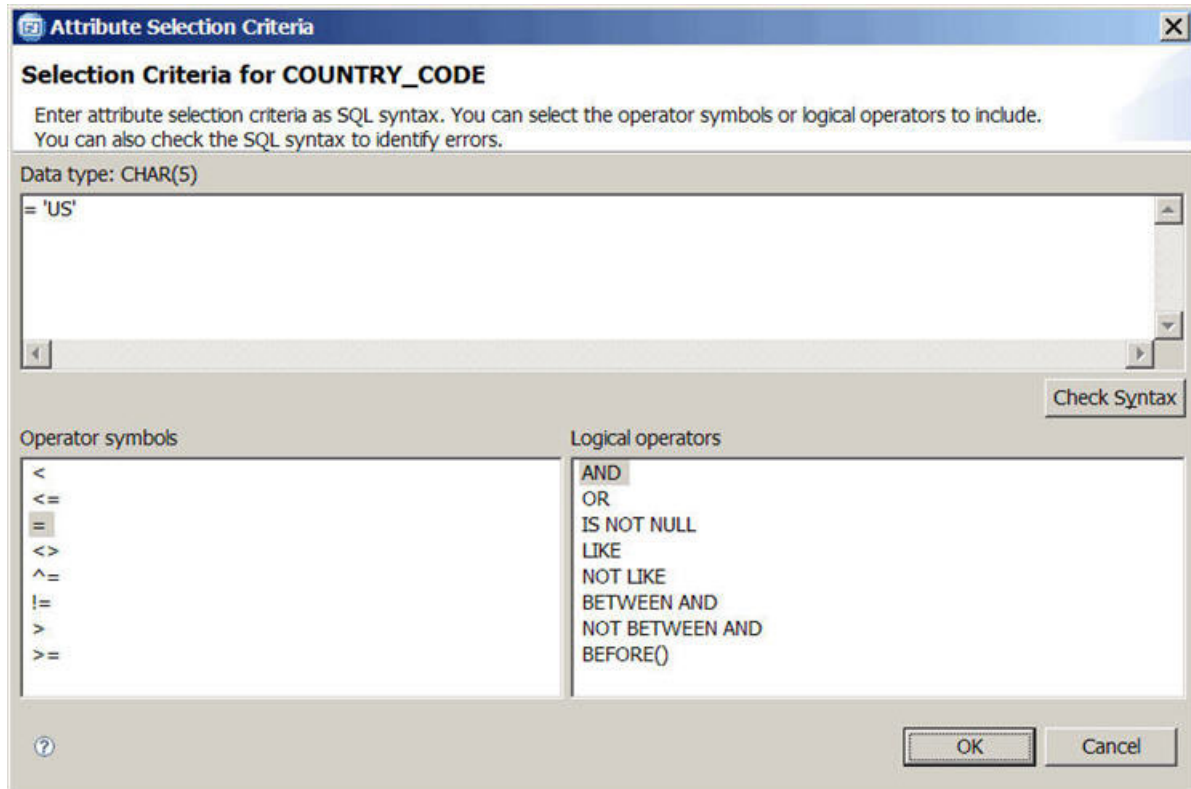 Attribute Selection Criteria
Selection Criteria for COUNTRY_CODE
Enter attribute selection criteria as SQL syntax. You can select the operator symbols or logical operators to include.
You can also check the SQL syntax to identify errors.
Data type: CHAR(5)
= 'US'
Check Syntax
Operator symbols
<
<=
=
<>
^=
!=
>
>=
Logical operators
AND
OR
IS NOT NULL
LIKE
NOT LIKE
BETWEEN AND
NOT BETWEEN AND
BEFORE()
?
OK
Cancel